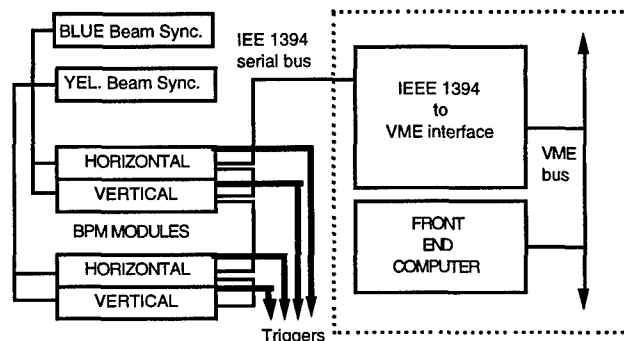 BLUE Beam Sync.
YEL. Beam Sync.
IEE 1394
serial bus
IEEE 1394
to
VME interface
VME
bus
HORIZONTAL
VERTICAL
BPM MODULES
HORIZONTAL
VERTICAL
FRONT
END
COMPUTER
Triggers